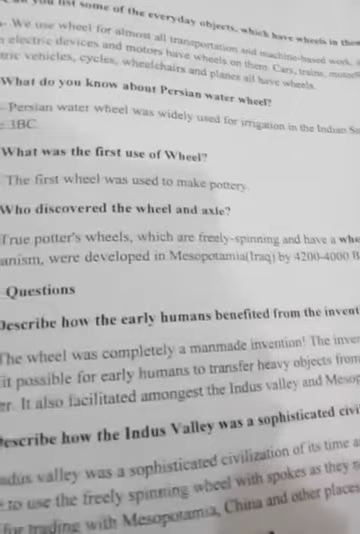 you list some of the everyday objects, which have wheels in them
- We use wheel for almost all transportation and machine-based work.
electric devices and motors have wheels on them. Cars, trains, motor
tric vehicles, cycles, wheelchairs and planes all have wheels.
What do you know about Persian water wheel?
- Persian water wheel was widely used for irrigation in the Indian Su
3BC.
What was the first use of Wheel?
The first wheel was used to make pottery.
Who discovered the wheel and axle?
True potter's wheels, which are freely-spinning and have a whe
anism, were developed in Mesopotamia(Iraq) by 4200-4000 B
Questions
Describe how the early humans benefited from the invent
The wheel was completely a manmade invention! The inven
it possible for early humans to transfer heavy objects from
er. It also facilitated amongest the Indus valley and Mesop
Describe how the Indus Valley was a sophisticated civi
ndus valley was a sophisticated civilization of its time a
to use the freely spinning wheel with spokes as they
for trading with Mesopotamia, China and other places